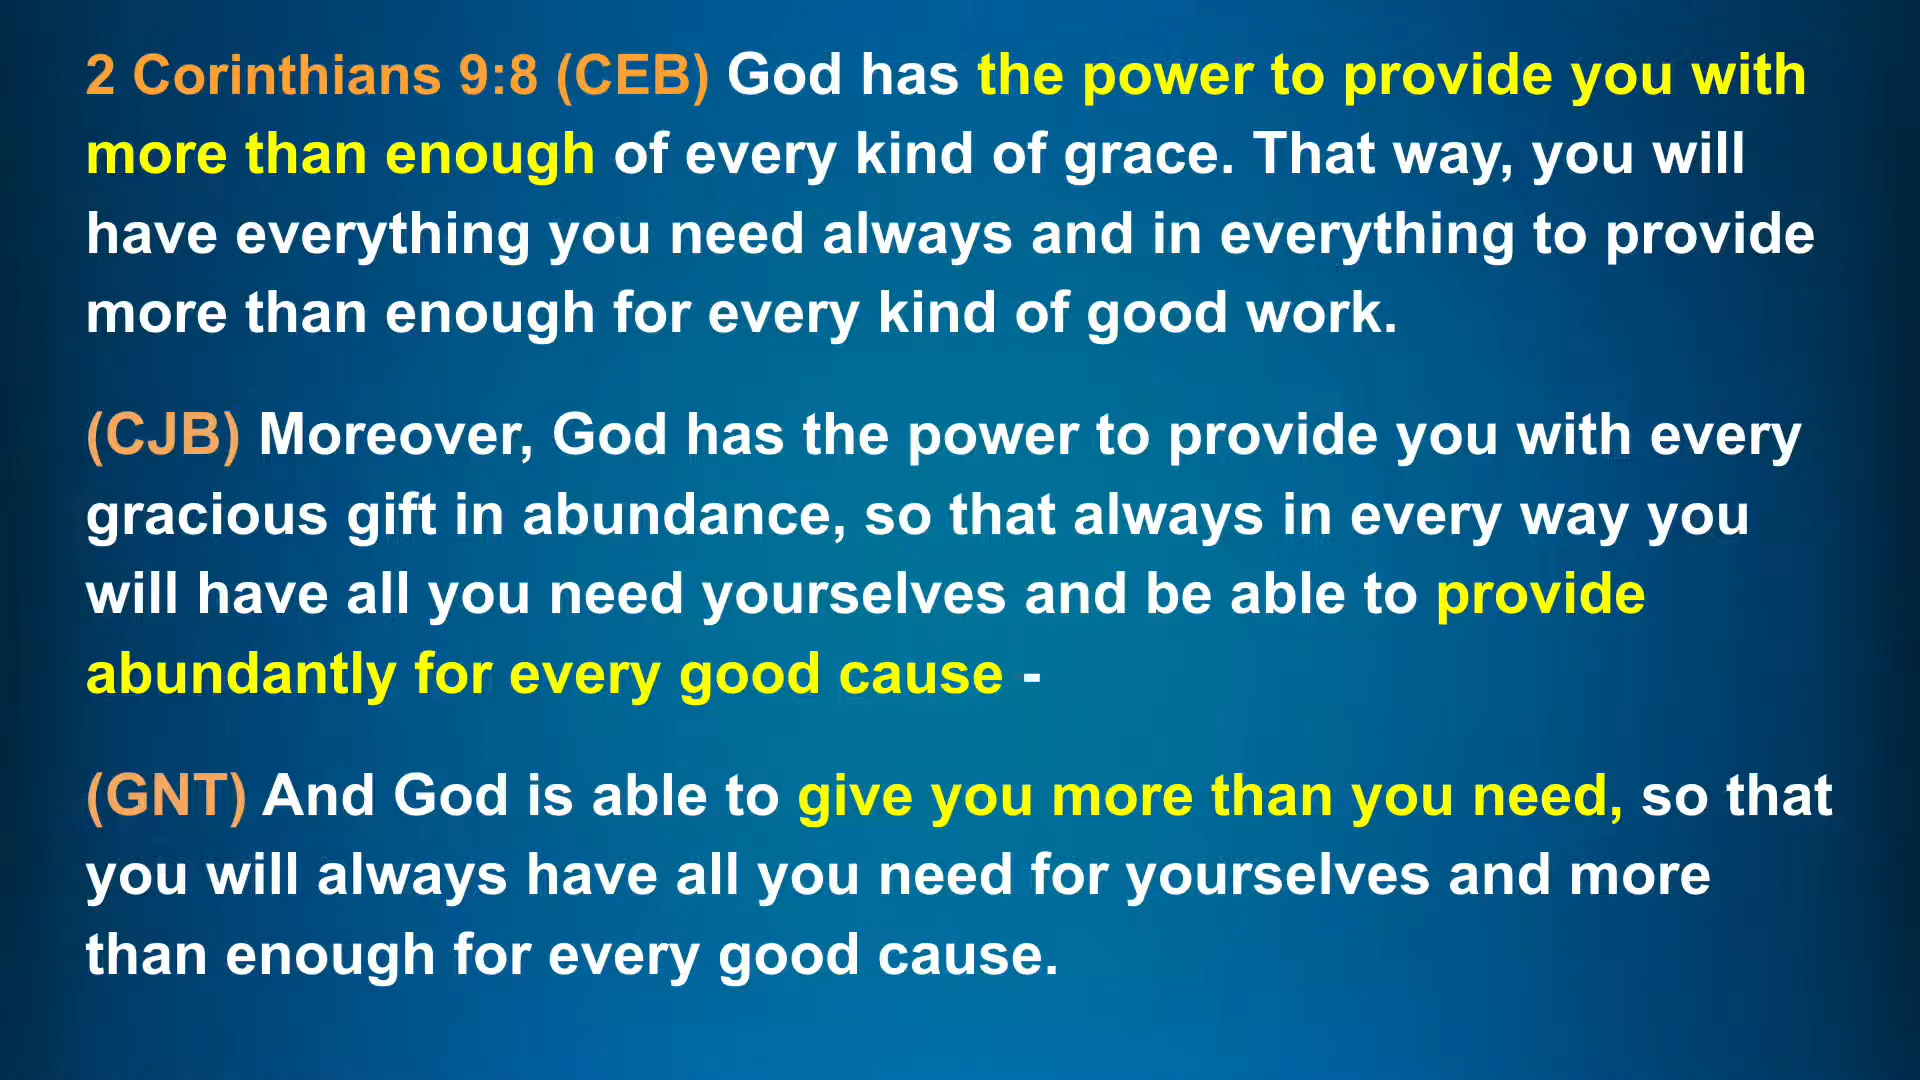 2 Corinthians 9:8 (CEB) God has the power to provide you with
more than enough of every kind of grace. That way, you will
have everything you need always and in everything to provide
more than enough for every kind of good work.
(CJB) Moreover, God has the power to provide you with every
gracious gift in abundance, so that always in every way you
will have all you need yourselves and be able to provide
abundantly for every good cause -
(GNT) And God is able to give you more than you need, so that
you will always have all you need for yourselves and more
than enough for every good cause.